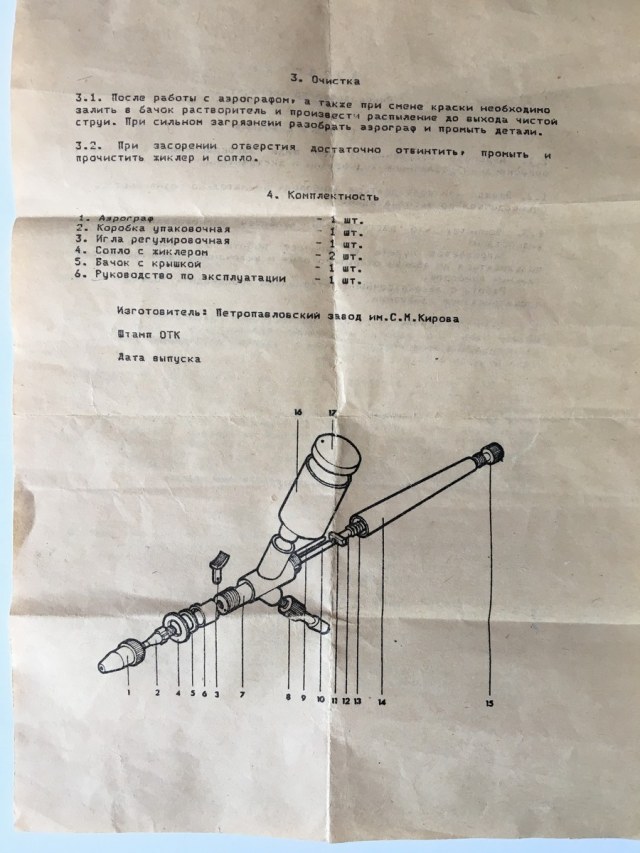 3. Очистка
3.1. После работы с аэрографом, а также при смене краски необходимо
залить в бачок растворитель и произвести распыление до выхода чистой
струи. При сильном загрязнеии разобрать аэрограф и промыть детали.
3.2. При засорении отверстия достаточно отвинтить, промыть и
прочистить жиклер и сопло.
4. Комплектность
1. Аэрограф - 1 шт.
2. Коробка упаковочная - 1 шт.
3. Игла регулировочная - 1 шт.
4. Сопло с жиклером - 2 шт.
5. Бачок с крышкой - 1 шт.
6. Руководство по эксплуатации - 1 шт.
Изготовитель: Петропавловский завод им.С.М.Кирова
Штамп ОТК
Дата выпуска
16 17
1 2 4 5 6 3 7 8 9 10 11 12 13 14 15